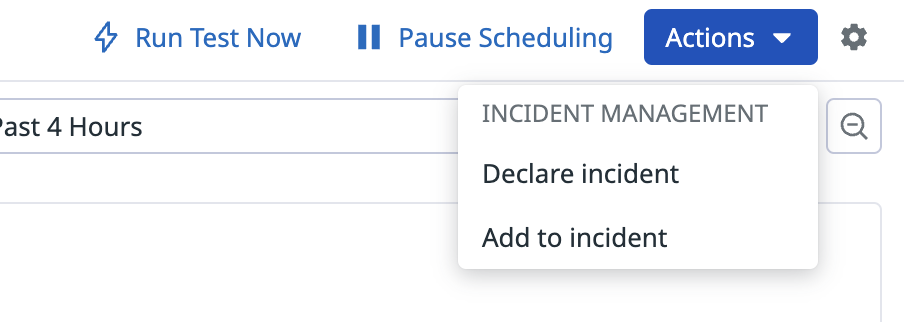 Run Test Now
Pause Scheduling
Actions
Past 4 Hours
INCIDENT MANAGEMENT
Declare incident
Add to incident